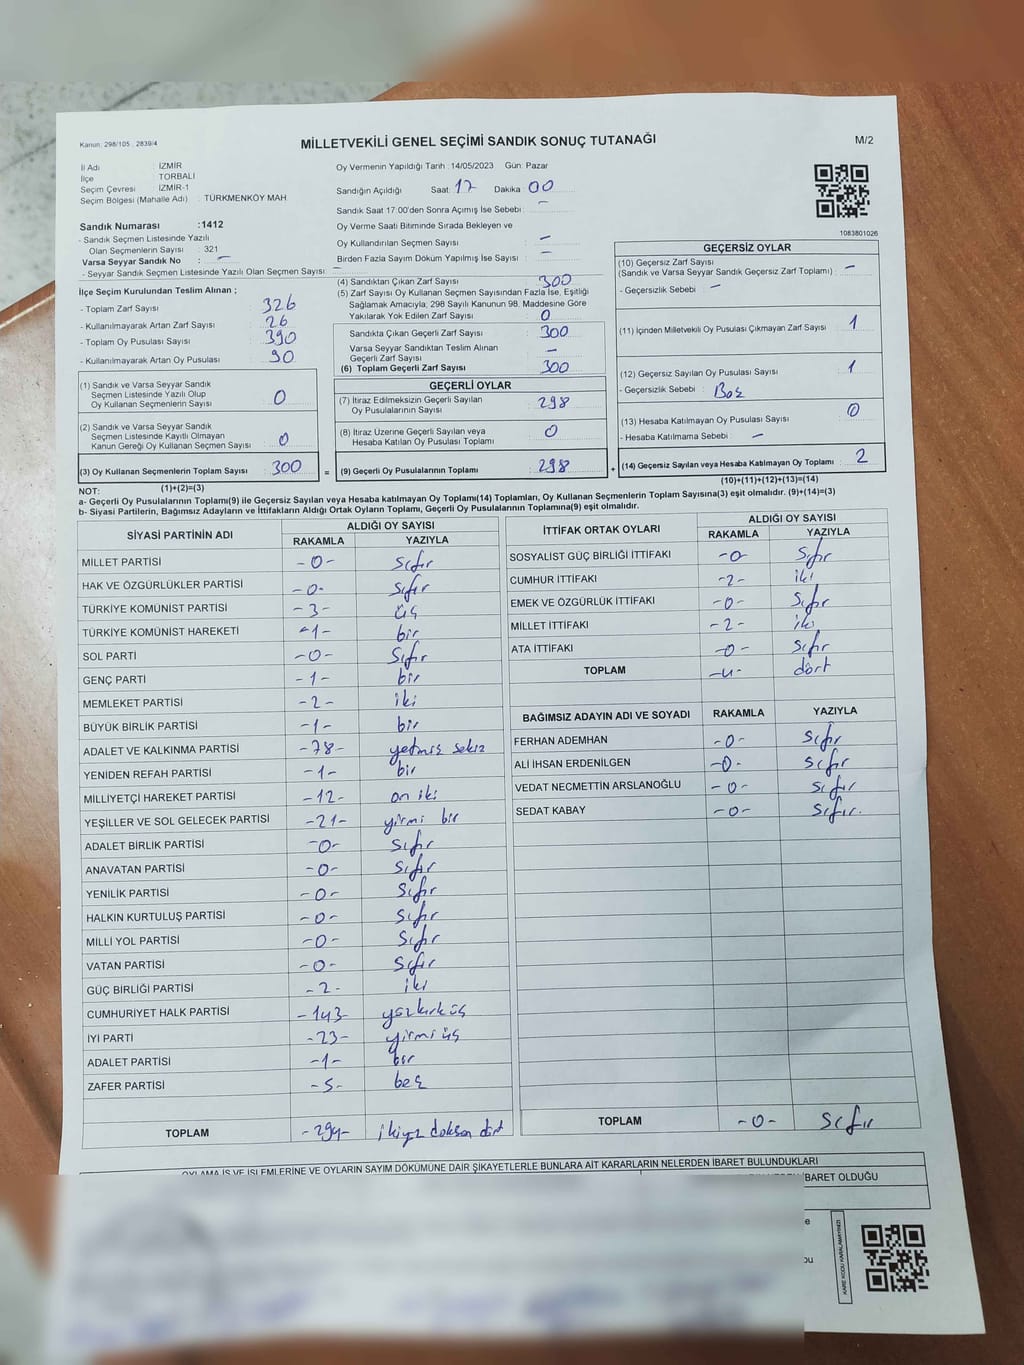 Kanun: 298/105 , 2839/4
MİLLETVEKİLİ GENEL SEÇİMİ SANDIK SONUÇ TUTANAĞI
M/2
İl Adı : İZMİR
İlçe : TORBALI
Seçim Çevresi : İZMİR-1
Seçim Bölgesi (Mahalle Adı) : TÜRKMENKÖY MAH
Sandık Numarası :1412
- Sandık Seçmen Listesinde Yazılı
Olan Seçmenlerin Sayısı : 321
Varsa Seyyar Sandık No : –
- Seyyar Sandık Seçmen Listesinde Yazılı Olan Seçmen Sayısı : –
Oy Vermenin Yapıldığı Tarih :14/05/2023 Gün: Pazar
Sandığın Açıldığı Saat 17 Dakika 00
Sandık Saat 17:00'den Sonra Açımış İse Sebebi : –
Oy Verme Saati Bitiminde Sırada Bekleyen ve
Oy Kullandırılan Seçmen Sayısı : –
Birden Fazla Sayım Döküm Yapılmış İse Sayısı : –
1083801026
İlçe Seçim Kurulundan Teslim Alınan ;
- Toplam Zarf Sayısı : 326
- Kullanılmayarak Artan Zarf Sayısı : 26
- Toplam Oy Pusulası Sayısı : 390
- Kullanılmayarak Artan Oy Pusulası : 90
(1) Sandık ve Varsa Seyyar Sandık
Seçmen Listesinde Yazılı Olup
Oy Kullanan Seçmenlerin Sayısı : 0
(2) Sandık ve Varsa Seyyar Sandık
Seçmen Listesinde Kayıtlı Olmayan
Kanun Gereği Oy Kullanan Seçmen Sayısı : 0
(3) Oy Kullanan Seçmenlerin Toplam Sayısı : 300 =
(1)+(2)=(3)
(4) Sandıktan Çıkan Zarf Sayısı : 300
(5) Zarf Sayısı Oy Kullanan Seçmen Sayısından Fazla İse, Eşitliği
Sağlamak Amacıyla; 298 Sayılı Kanunun 98. Maddesine Göre
Yakılarak Yok Edilen Zarf Sayısı : 0
Sandıkta Çıkan Geçerli Zarf Sayısı : 300
Varsa Seyyar Sandıktan Teslim Alınan
Geçerli Zarf Sayısı : –
(6) Toplam Geçerli Zarf Sayısı : 300
GEÇERLİ OYLAR
(7) İtiraz Edilmeksizin Geçerli Sayılan
Oy Pusulalarının Sayısı : 298
(8) İtiraz Üzerine Geçerli Sayılan veya
Hesaba Katılan Oy Pusulası Toplamı : 0
(9) Geçerli Oy Pusulalarının Toplamı : 298 +
GEÇERSİZ OYLAR
(10) Geçersiz Zarf Sayısı
(Sandık ve Varsa Seyyar Sandık Geçersiz Zarf Toplamı) : –
- Geçersizlik Sebebi : –
(11) İçinden Milletvekili Oy Pusulası Çıkmayan Zarf Sayısı : 1
(12) Geçersiz Sayılan Oy Pusulası Sayısı : 1
- Geçersizlik Sebebi : Boş
(13) Hesaba Katılmayan Oy Pusulası Sayısı : 0
- Hesaba Katılmama Sebebi : –
(14) Geçersiz Sayılan veya Hesaba Katılmayan Oy Toplamı : 2
(10)+(11)+(12)+(13)=(14)
NOT:
a- Geçerli Oy Pusulalarının Toplamı(9) ile Geçersiz Sayılan veya Hesaba katılmayan Oy Toplamı(14) Toplamları, Oy Kullanan Seçmenlerin Toplam Sayısına(3) eşit olmalıdır. (9)+(14)=(3)
b- Siyasi Partilerin, Bağımsız Adayların ve İttifakların Aldığı Ortak Oyların Toplamı, Geçerli Oy Pusulalarının Toplamına(9) eşit olmalıdır.
SİYASİ PARTİNİN ADI ALDIĞI OY SAYISI
RAKAMLA YAZIYLA
MİLLET PARTİSİ -0- sıfır
HAK VE ÖZGÜRLÜKLER PARTİSİ -0- sıfır
TÜRKİYE KOMÜNİST PARTİSİ -3- üç
TÜRKİYE KOMÜNİST HAREKETİ -1- bir
SOL PARTİ -0- sıfır
GENÇ PARTİ -1- bir
MEMLEKET PARTİSİ -2- iki
BÜYÜK BİRLİK PARTİSİ -1- bir
ADALET VE KALKINMA PARTİSİ -78- yetmiş sekiz
YENİDEN REFAH PARTİSİ -1- bir
MİLLİYETÇİ HAREKET PARTİSİ -12- on iki
YEŞİLLER VE SOL GELECEK PARTİSİ -21- yirmi bir
ADALET BİRLİK PARTİSİ -0- sıfır
ANAVATAN PARTİSİ -0- sıfır
YENİLİK PARTİSİ -0- sıfır
HALKIN KURTULUŞ PARTİSİ -0- sıfır
MİLLİ YOL PARTİSİ -0- sıfır
VATAN PARTİSİ -0- sıfır
GÜÇ BİRLİĞİ PARTİSİ -2- iki
CUMHURİYET HALK PARTİSİ -143- yüzkırküç
İYİ PARTİ -23- yirmi üç
ADALET PARTİSİ -1- bir
ZAFER PARTİSİ -5- beş
TOPLAM -294- ikiyüz doksan dört
İTTİFAK ORTAK OYLARI ALDIĞI OY SAYISI
RAKAMLA YAZIYLA
SOSYALİST GÜÇ BİRLİĞİ İTTİFAKI -0- sıfır
CUMHUR İTTİFAKI -2- iki
EMEK VE ÖZGÜRLÜK İTTİFAKI -0- sıfır
MİLLET İTTİFAKI -2- iki
ATA İTTİFAKI -0- sıfır
TOPLAM -4- dört
BAĞIMSIZ ADAYIN ADI VE SOYADI RAKAMLA YAZIYLA
FERHAN ADEMHAN -0- sıfır
ALİ İHSAN ERDENİLGEN -0- sıfır
VEDAT NECMETTİN ARSLANOĞLU -0- sıfır
SEDAT KABAY -0- sıfır.
TOPLAM -0- sıfır
OYLAMA İŞ VE İŞLEMLERİNE VE OYLARIN SAYIM DÖKÜMÜNE DAİR ŞİKAYETLERLE BUNLARA AİT KARARLARIN NELERDEN İBARET BULUNDUKLARI
İBARET OLDUĞU
KARE KODU KARALAMAYINIZ!